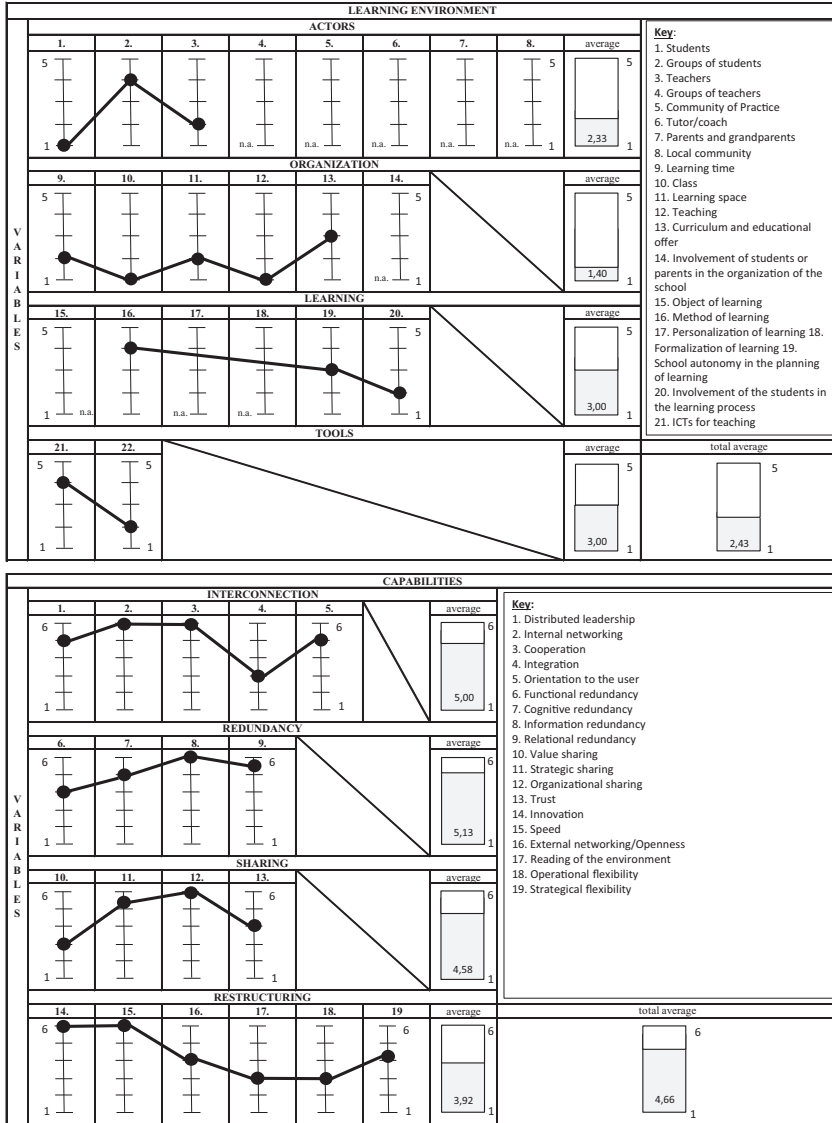 LEARNING ENVIRONMENT
ACTORS
1. 2. 3. 4. 5. 6. 7. 8. average
5 5 5
n.a. n.a. n.a. n.a. n.a. 2,33
1 1 1
ORGANIZATION
9. 10. 11. 12. 13. 14. average
5 5 5
n.a. 1,40
1 1 1
LEARNING
15. 16. 17. 18. 19. 20. average
5 5 5
n.a. n.a. n.a. 3,00
1 1 1
TOOLS
21. 22. average total average
5 5 5 5
3,00 2,43
1 1 1 1
VARIABLES
Key:
1. Students
2. Groups of students
3. Teachers
4. Groups of teachers
5. Community of Practice
6. Tutor/coach
7. Parents and grandparents
8. Local community
9. Learning time
10. Class
11. Learning space
12. Teaching
13. Curriculum and educational
offer
14. Involvement of students or
parents in the organization of the
school
15. Object of learning
16. Method of learning
17. Personalization of learning 18.
Formalization of learning 19.
School autonomy in the planning
of learning
20. Involvement of the students in
the learning process
21. ICTs for teaching
CAPABILITIES
INTERCONNECTION
1. 2. 3. 4. 5. average
6 6 6
5,00
1 1 1
REDUNDANCY
6. 7. 8. 9. average
6 6 6
5,13
1 1 1
SHARING
10. 11. 12. 13. average
6 6 6
4,58
1 1 1
RESTRUCTURING
14. 15. 16. 17. 18. 19 average total average
6 6 6 6
3,92 4,66
1 1 1 1
VARIABLES
Key:
1. Distributed leadership
2. Internal networking
3. Cooperation
4. Integration
5. Orientation to the user
6. Functional redundancy
7. Cognitive redundancy
8. Information redundancy
9. Relational redundancy
10. Value sharing
11. Strategic sharing
12. Organizational sharing
13. Trust
14. Innovation
15. Speed
16. External networking/Openness
17. Reading of the environment
18. Operational flexibility
19. Strategical flexibility